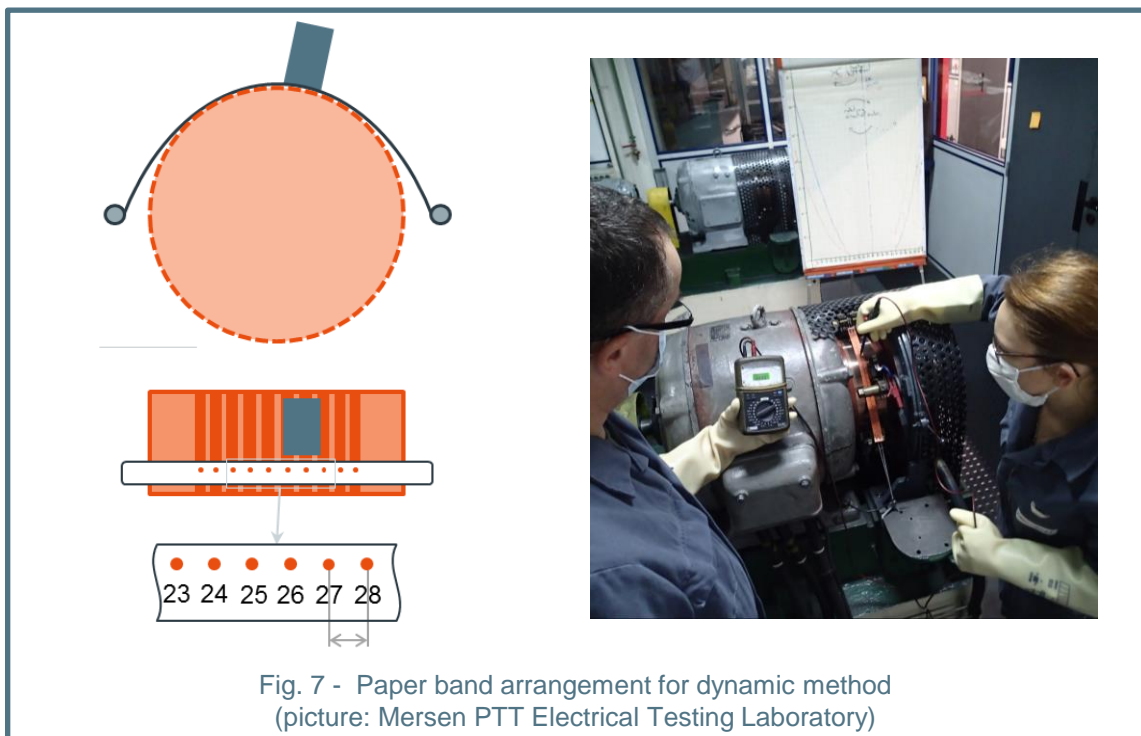 23 24 25 26 27 28
Fig. 7 - Paper band arrangement for dynamic method
(picture: Mersen PTT Electrical Testing Laboratory)